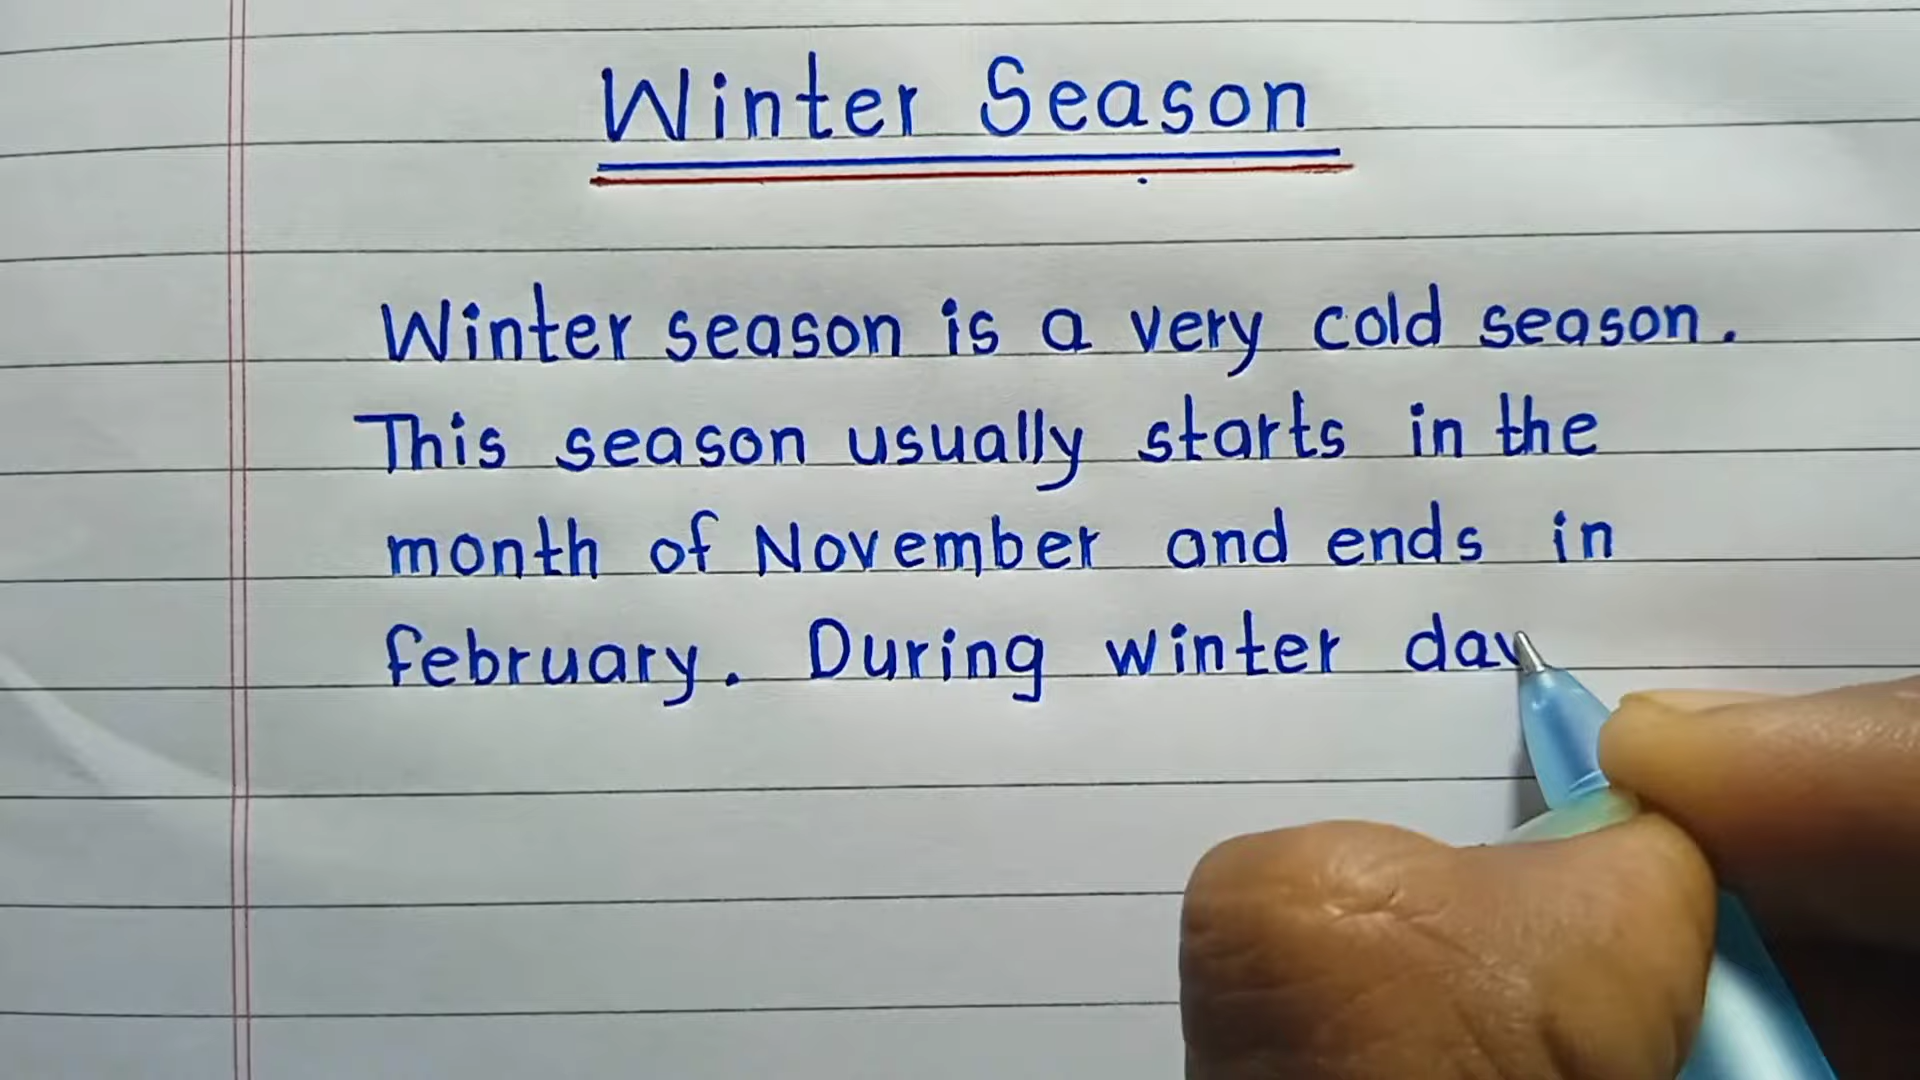 Winter Season
Winter season is a very cold season.
This season usually starts in the
month of November and ends in
february. During winter